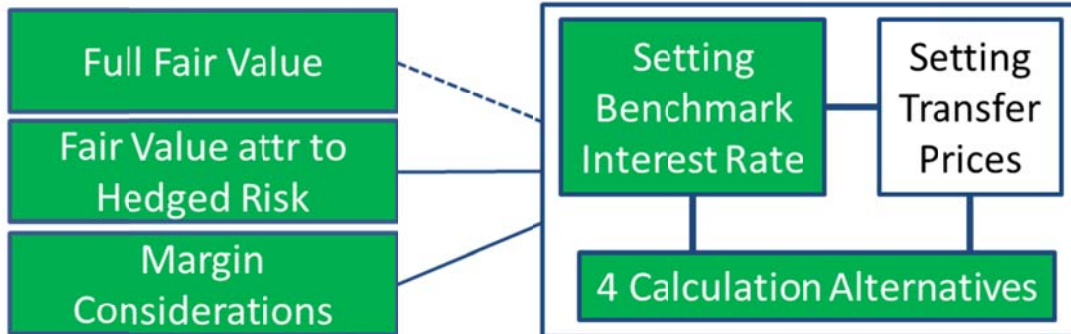 Full Fair Value
Fair Value attr to
Hedged Risk
Margin
Considerations
Setting
Benchmark
Interest Rate
Setting
Transfer
Prices
4 Calculation Alternatives